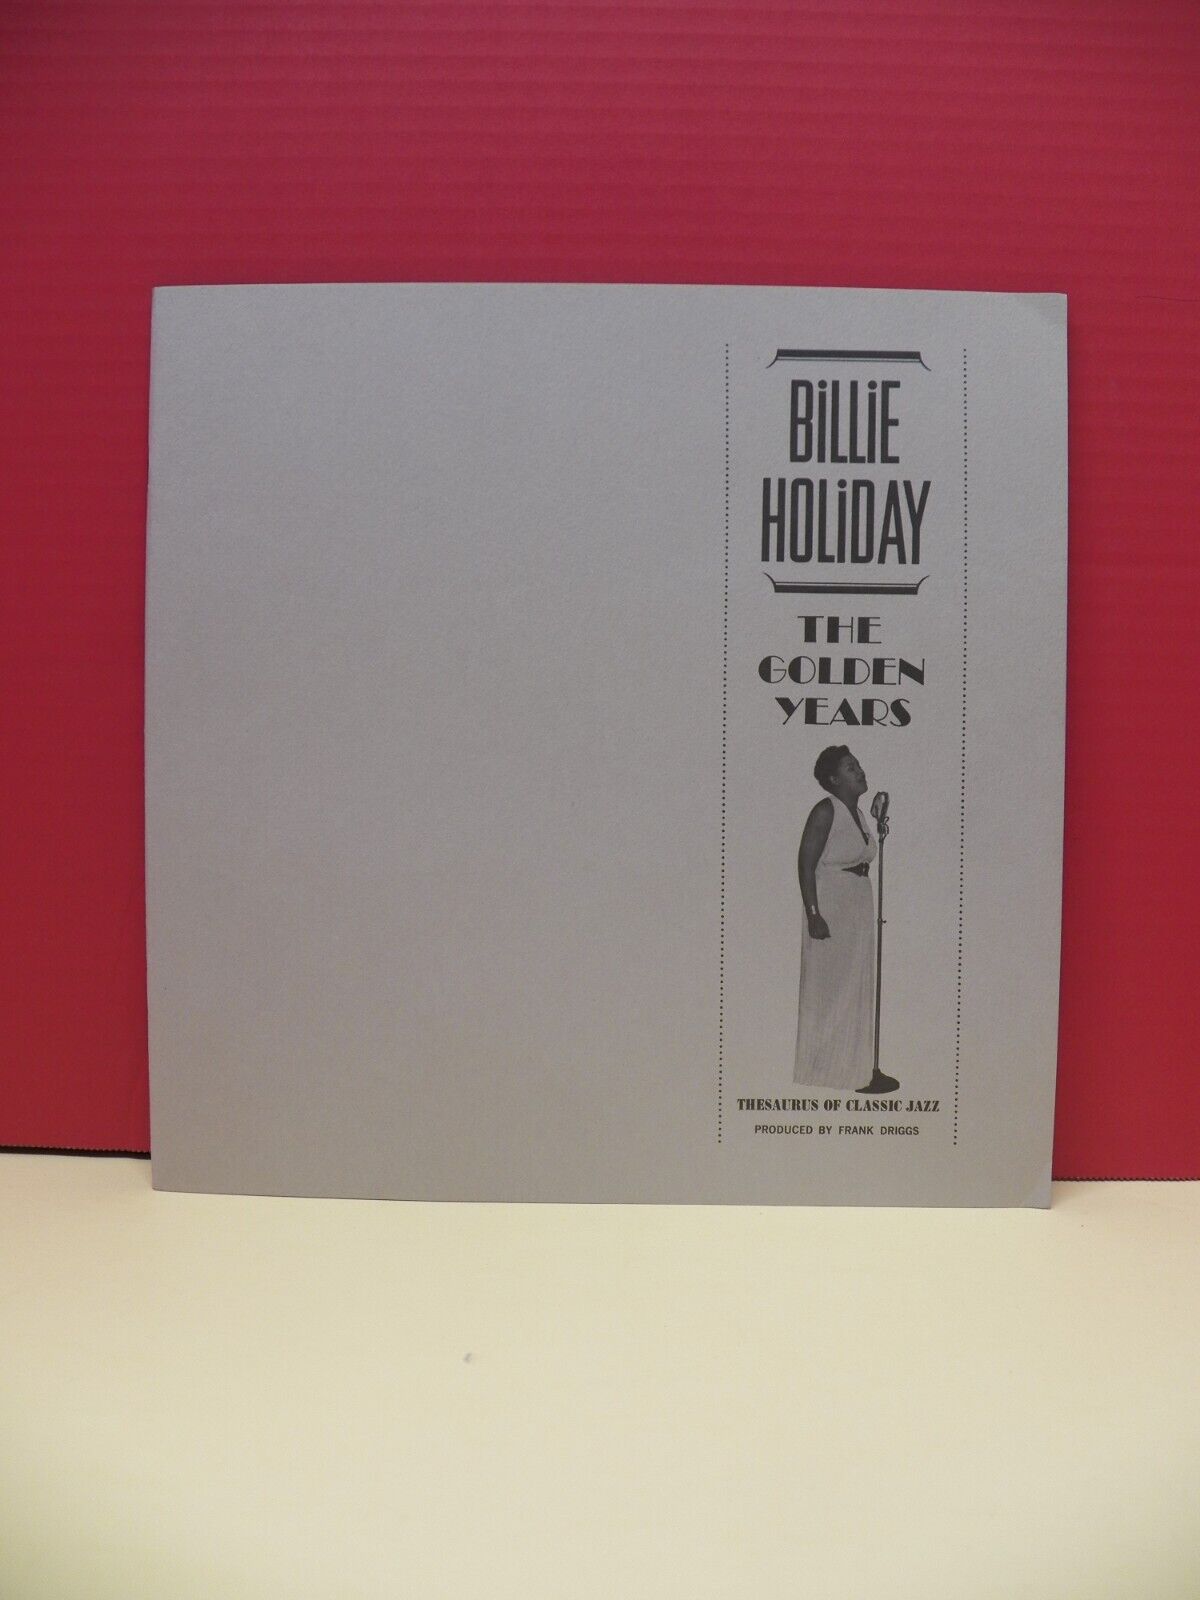 BiLLiE
HOLiDAY
THE
GOLDEN
YEARS
THESAURUS OF CLASSIC JAZZ
PRODUCED BY FRANK DRIGGS